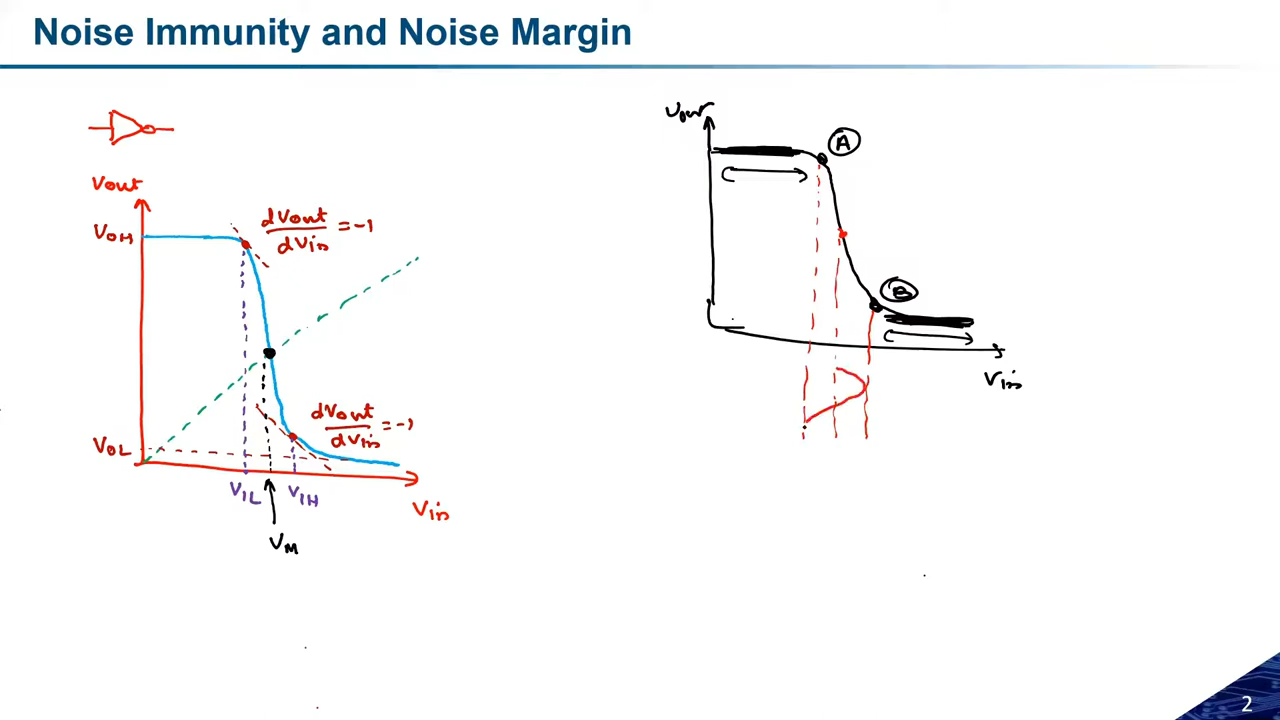 Noise Immunity and Noise Margin
Vout
VOH
dVout
dVin
= -1
dVout
dVin
= -1
VOL
VIL
VIH
Vin
VM
Vout
A
B
Vin
2